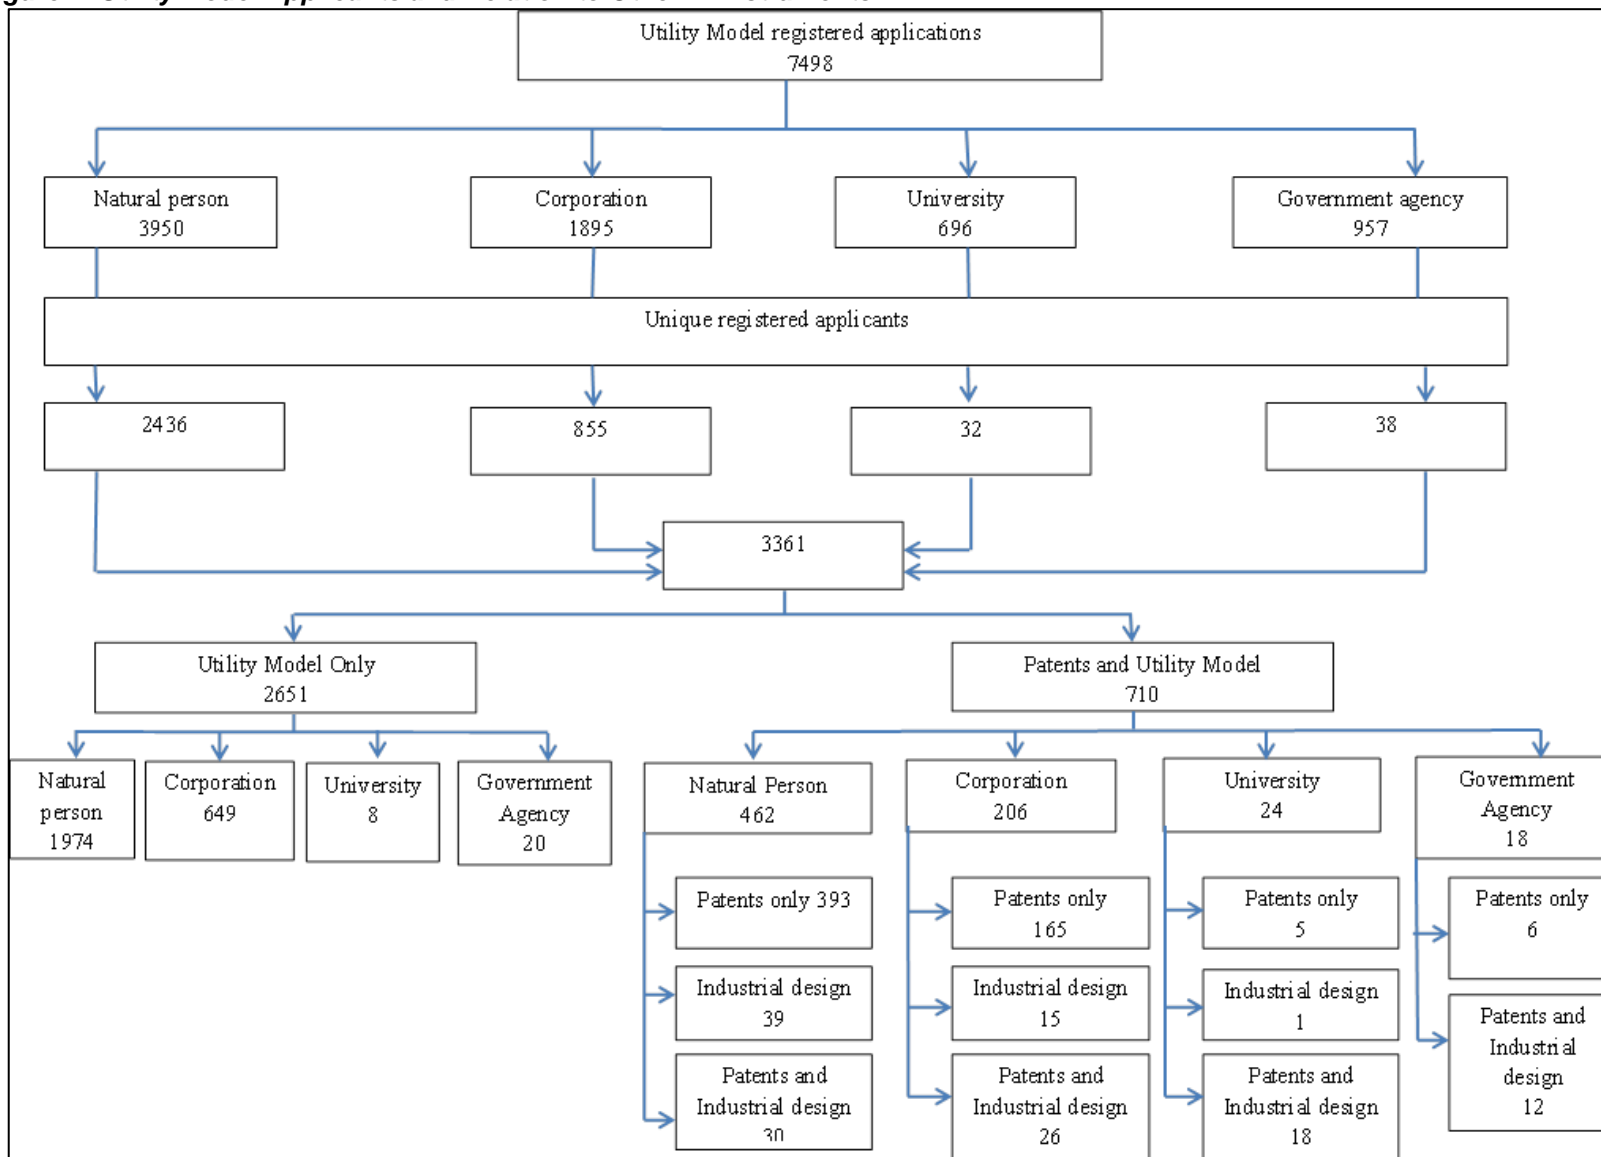 Utility Model registered applications
7498
Natural person
3950
Corporation
1895
University
696
Government agency
957
Unique registered applicants
2436
855
32
38
3361
Utility Model Only
2651
Patents and Utility Model
710
Natural
person
1974
Corporation
649
University
8
Government
Agency
20
Natural Person
462
Corporation
206
University
24
Government
Agency
18
Patents only 393
Patents only
165
Patents only
5
Patents only
6
Industrial design
39
Industrial design
15
Industrial design
1
Patents and
Industrial
design
12
Patents and
Industrial design
30
Patents and
Industrial design
26
Patents and
Industrial design
18